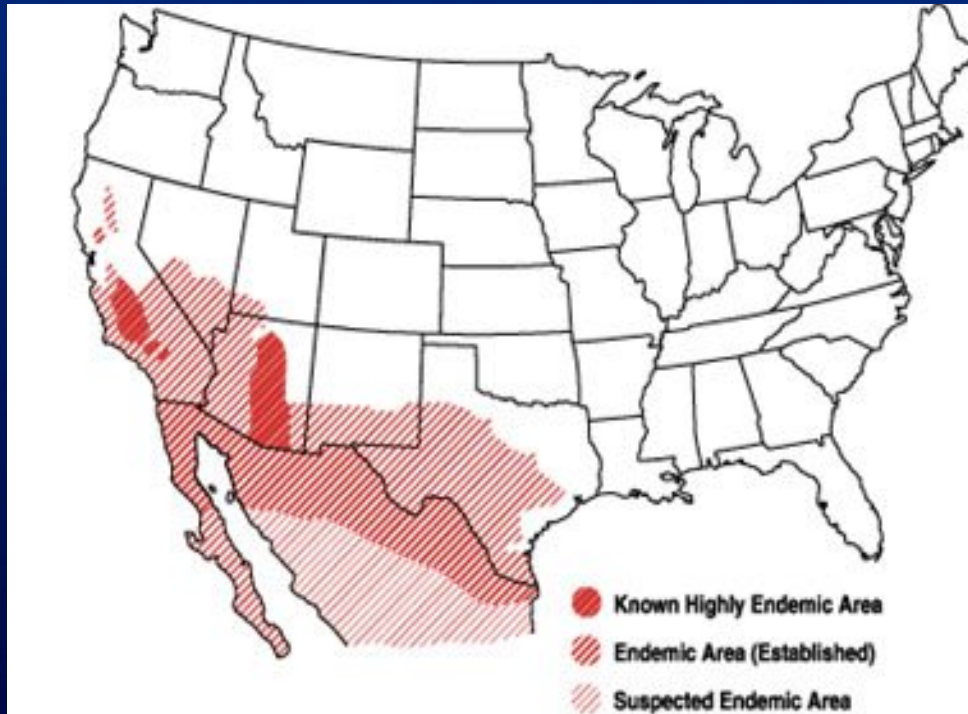 Known Highly Endemic Area
Endemic Area (Established)
Suspected Endemic Area